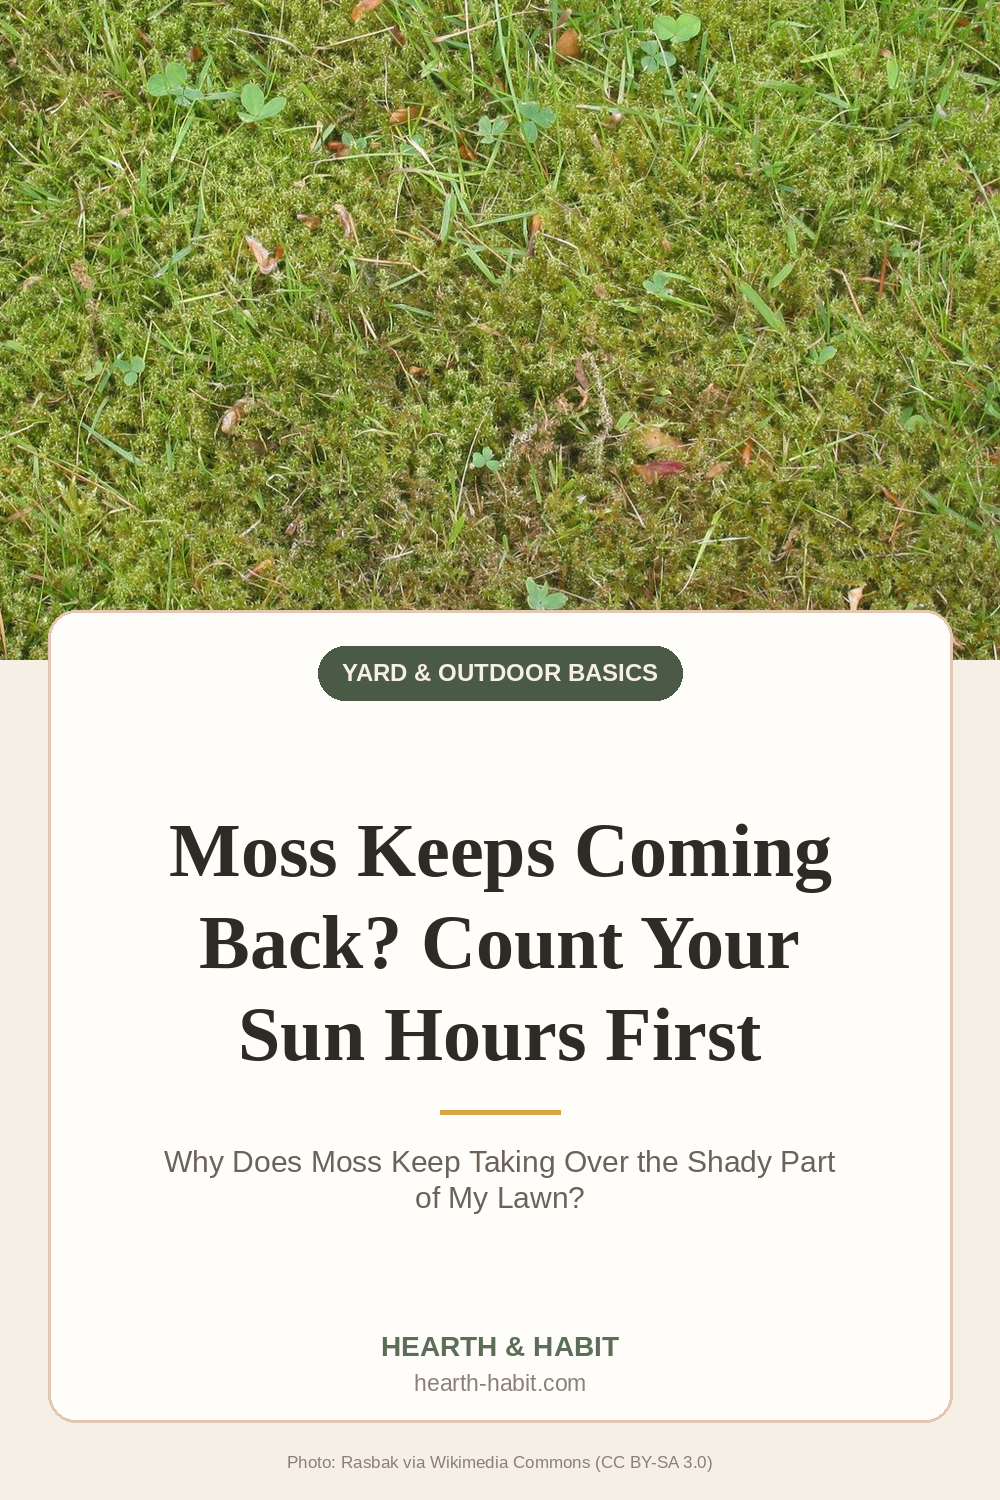 YARD & OUTDOOR BASICS
Moss Keeps Coming
Back? Count Your
Sun Hours First
Why Does Moss Keep Taking Over the Shady Part
of My Lawn?
HEARTH & HABIT
hearth-habit.com
Photo: Rasbak via Wikimedia Commons (CC BY-SA 3.0)